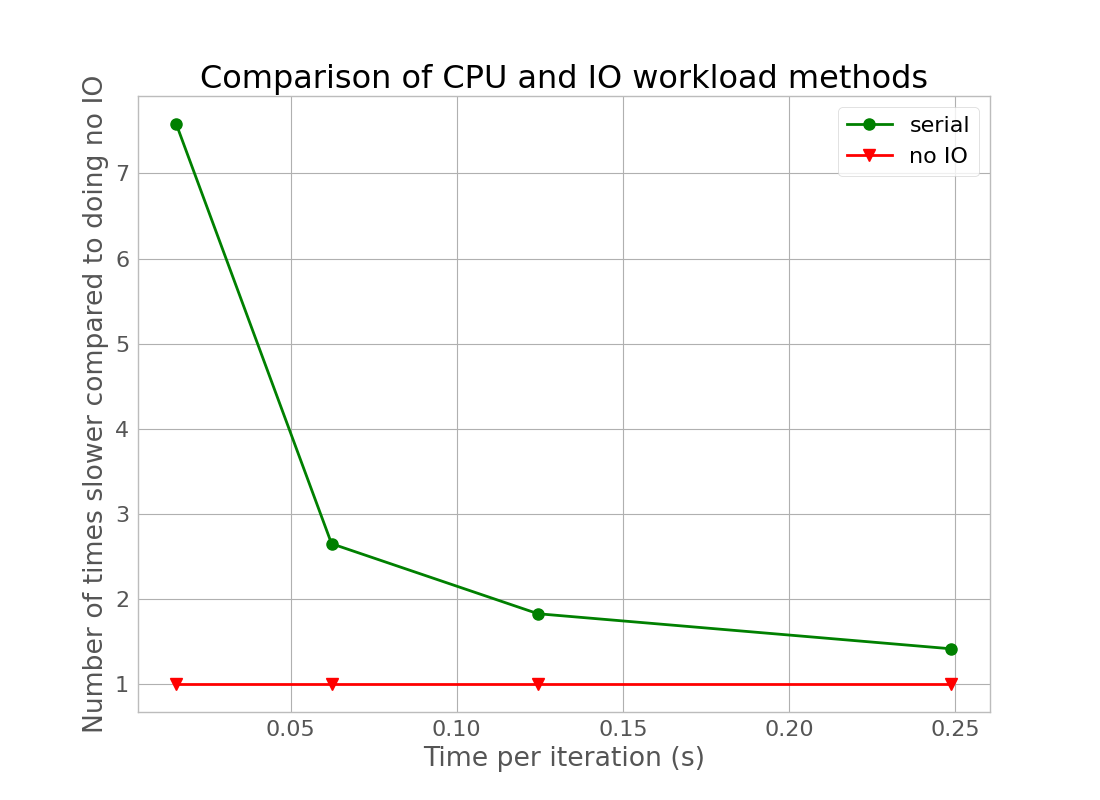 Comparison of CPU and IO workload methods
Number of times slower compared to doing no IO
7
6
5
4
3
2
1
serial
no IO
0.05 0.10 0.15 0.20 0.25
Time per iteration (s)